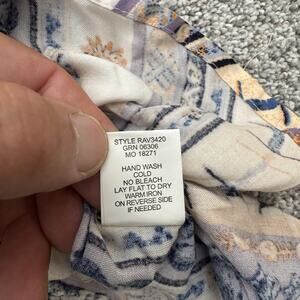 STYLE RAV3420
GRN 06306
MO 18271
HAND WASH
COLD
NO BLEACH
LAY FLAT TO DRY
WARM IRON
ON REVERSE SIDE
IF NEEDED